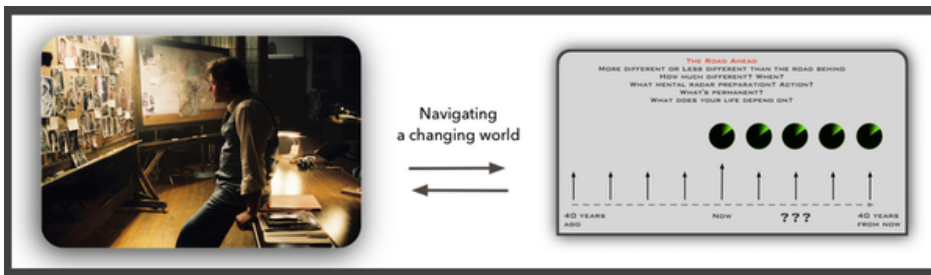 Navigating
a changing world
The Road Ahead
More different or Less different than the road behind
How much different? When?
What mental radar preparation? Action?
What's permanent?
What does your life depend on?
40 years
ago
Now
???
40 years
from now